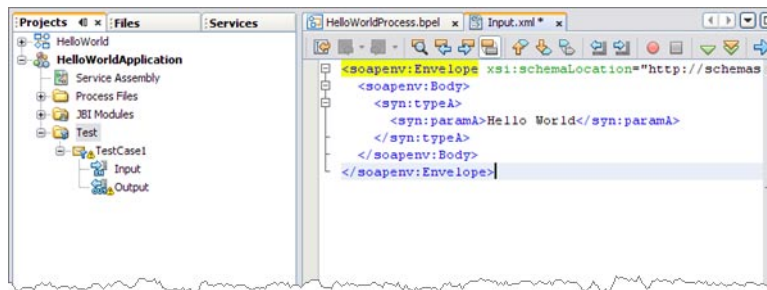 Projects
Files
Services
HelloWorld
HelloWorldApplication
Service Assembly
Process Files
JBI Modules
Test
TestCase1
Input
Output
HelloWorldProcess.bpel
Input.xml *
<soapenv:Envelope xsi:schemaLocation="http://schemas
<soapenv:Body>
<syn:typeA>
<syn:paramA>Hello World</syn:paramA>
</syn:typeA>
</soapenv:Body>
</soapenv:Envelope>